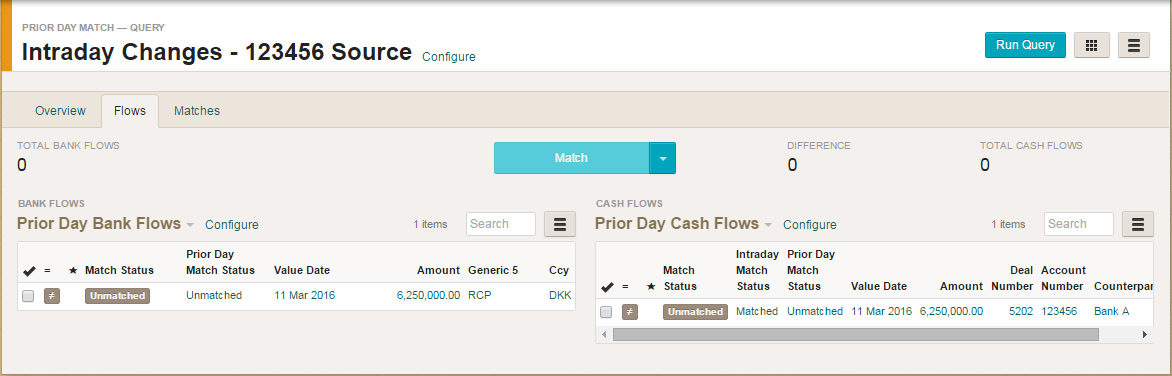 PRIOR DAY MATCH — QUERY
Intraday Changes - 123456 Source Configure
Run Query
Overview Flows Matches
TOTAL BANK FLOWS
0
Match
DIFFERENCE
0
TOTAL CASH FLOWS
0
BANK FLOWS
Prior Day Bank Flows Configure 1 items Search
= ★ Match Status Prior Day Match Status Value Date Amount Generic 5 Ccy
≠ Unmatched Unmatched 11 Mar 2016 6,250,000.00 RCP DKK
CASH FLOWS
Prior Day Cash Flows Configure 1 items Search
= ★ Match Status Intraday Match Status Prior Day Match Status Value Date Amount Deal Number Account Number Counterpar
≠ Unmatched Matched Unmatched 11 Mar 2016 6,250,000.00 5202 123456 Bank A